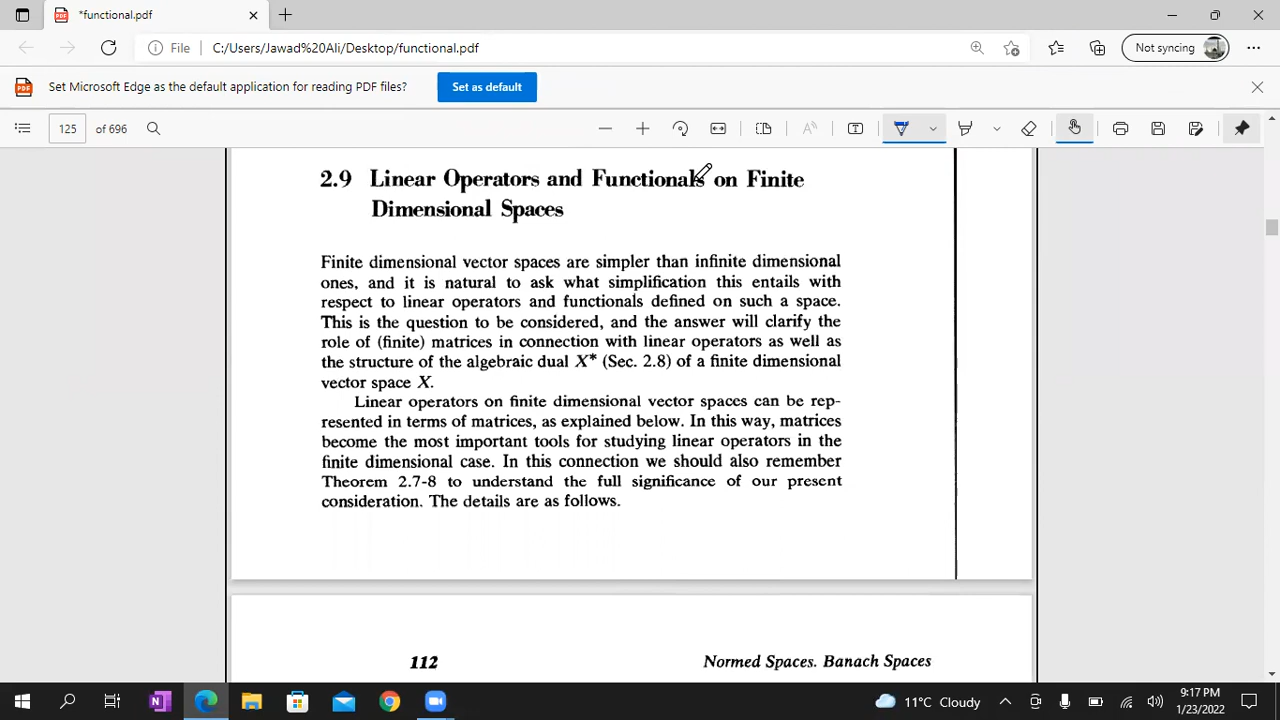 *functional.pdf
File C:/Users/Jawad%20Ali/Desktop/functional.pdf
Not syncing
Set Microsoft Edge as the default application for reading PDF files? Set as default
125 of 696
2.9 Linear Operators and Functionals on Finite
Dimensional Spaces
Finite dimensional vector spaces are simpler than infinite dimensional
ones, and it is natural to ask what simplification this entails with
respect to linear operators and functionals defined on such a space.
This is the question to be considered, and the answer will clarify the
role of (finite) matrices in connection with linear operators as well as
the structure of the algebraic dual X* (Sec. 2.8) of a finite dimensional
vector space X.
Linear operators on finite dimensional vector spaces can be rep-
resented in terms of matrices, as explained below. In this way, matrices
become the most important tools for studying linear operators in the
finite dimensional case. In this connection we should also remember
Theorem 2.7-8 to understand the full significance of our present
consideration. The details are as follows.
112 Normed Spaces. Banach Spaces
11°C Cloudy
9:17 PM
1/23/2022